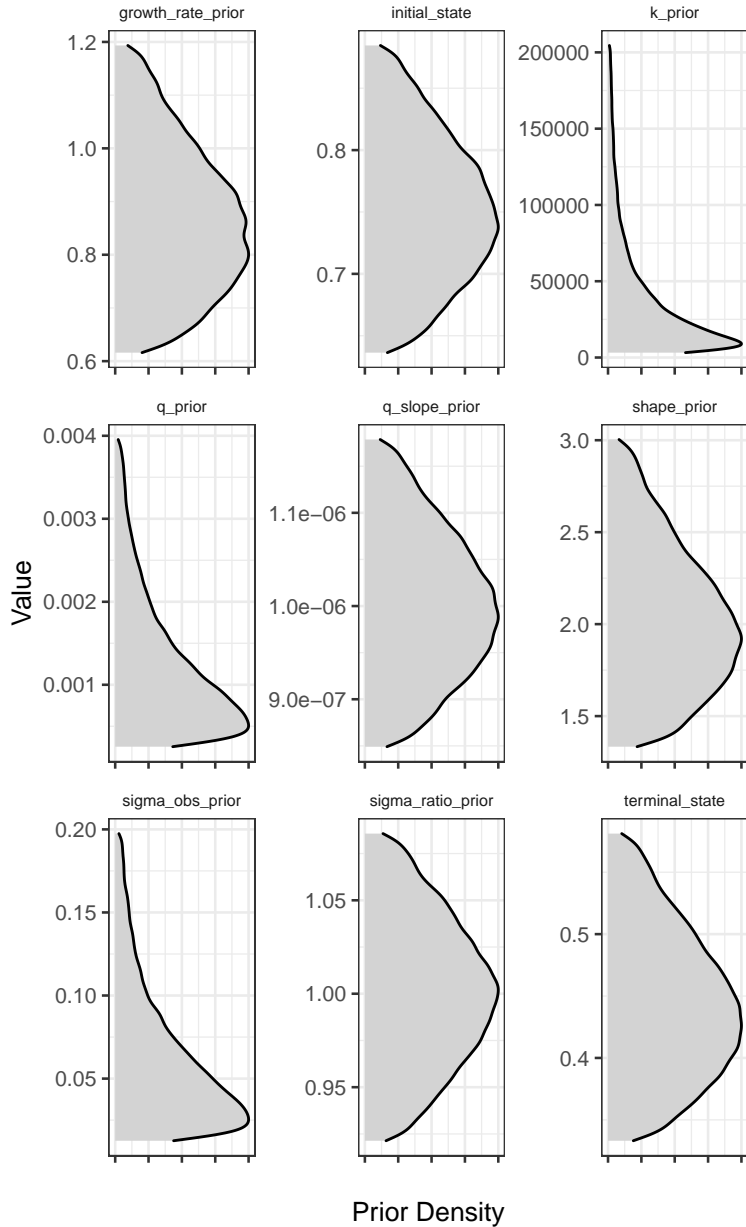 growth_rate_prior
initial_state
k_prior
1.2
1.0
0.8
0.6
0.8
0.7
200000
150000
100000
50000
0
q_prior
q_slope_prior
shape_prior
0.004
0.003
0.002
0.001
1.1e−06
1.0e−06
9.0e−07
3.0
2.5
2.0
1.5
sigma_obs_prior
sigma_ratio_prior
terminal_state
0.20
0.15
0.10
0.05
1.05
1.00
0.95
0.5
0.4
Value
Prior Density